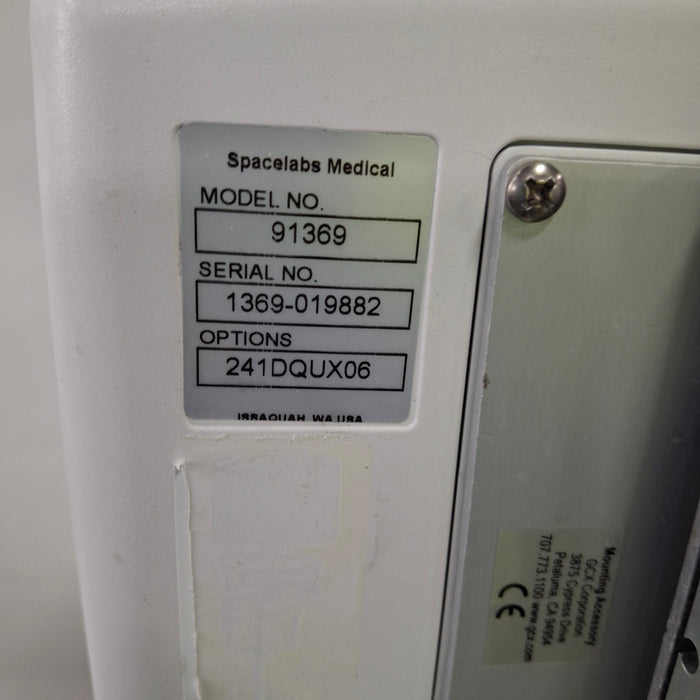 Spacelabs Medical
MODEL NO.
91369
SERIAL NO.
1369-019882
OPTIONS
241DQUX06
ISSAQUAH, WA USA
Mounting Accessory
GCX Corporation
3875 Cypress Drive
Petaluma, CA 94954
707.773.1100 www.gcx.com
CE